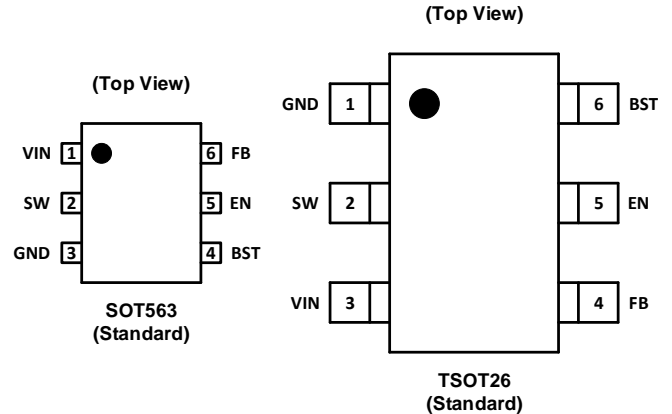 (Top View)
VIN 1 6 FB
SW 2 5 EN
GND 3 4 BST
SOT563
(Standard)
(Top View)
GND 1 6 BST
SW 2 5 EN
VIN 3 4 FB
TSOT26
(Standard)